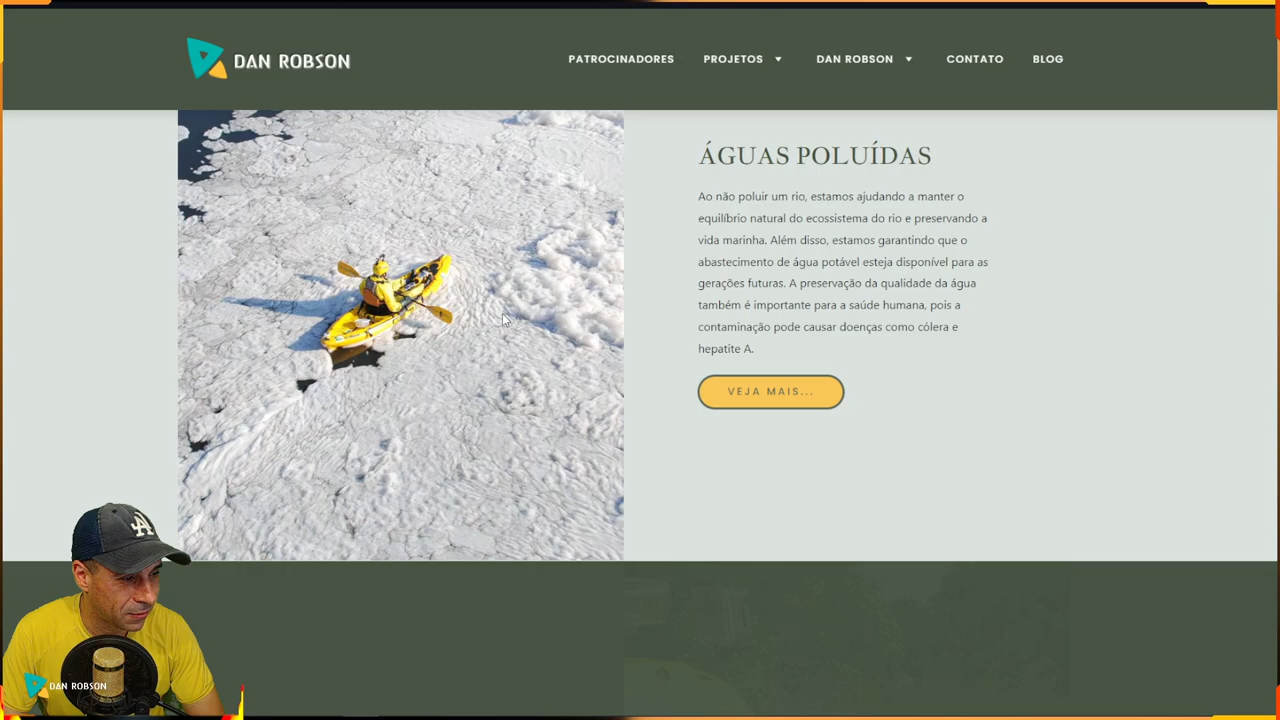 DAN ROBSON
PATROCINADORES PROJETOS DAN ROBSON CONTATO BLOG
ÁGUAS POLUÍDAS
Ao não poluir um rio, estamos ajudando a manter o
equilíbrio natural do ecossistema do rio e preservando a
vida marinha. Além disso, estamos garantindo que o
abastecimento de água potável esteja disponível para as
gerações futuras. A preservação da qualidade da água
também é importante para a saúde humana, pois a
contaminação pode causar doenças como cólera e
hepatite A.
VEJA MAIS...
DAN ROBSON